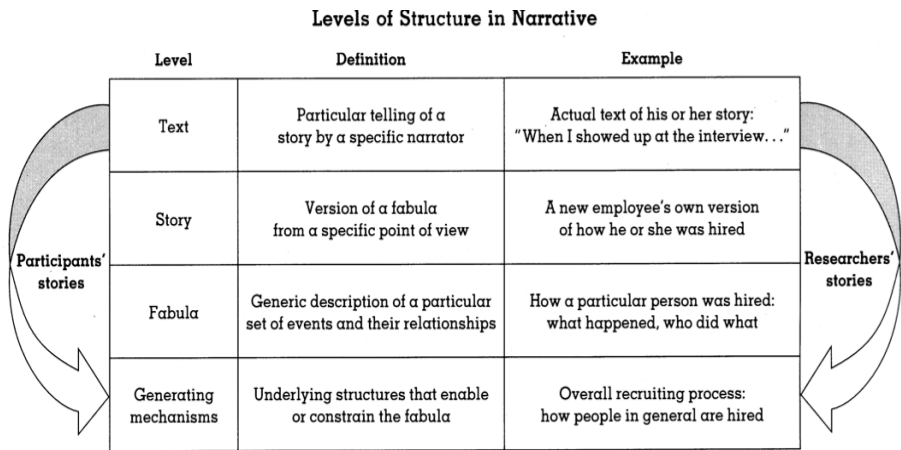 Levels of Structure in Narrative
Level Definition Example
Text
Particular telling of a
story by a specific narrator
Actual text of his or her story:
“When I showed up at the interview. . .”
Story
Version of a fabula
from a specific point of view
A new employee’s own version
of how he or she was hired
Participants’
stories
Researchers’
stories
Fabula
Generic description of a particular
set of events and their relationships
How a particular person was hired:
what happened, who did what
Generating
mechanisms
Underlying structures that enable
or constrain the fabula
Overall recruiting process:
how people in general are hired